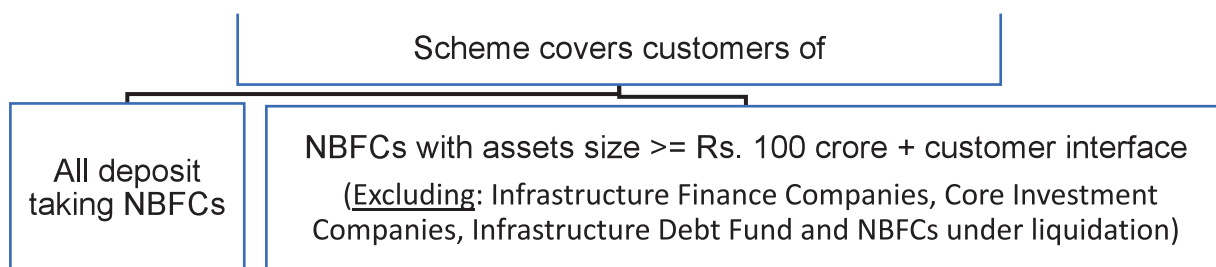 Scheme covers customers of
All deposit
taking NBFCs
NBFCs with assets size >= Rs. 100 crore + customer interface
(Excluding: Infrastructure Finance Companies, Core Investment
Companies, Infrastructure Debt Fund and NBFCs under liquidation)